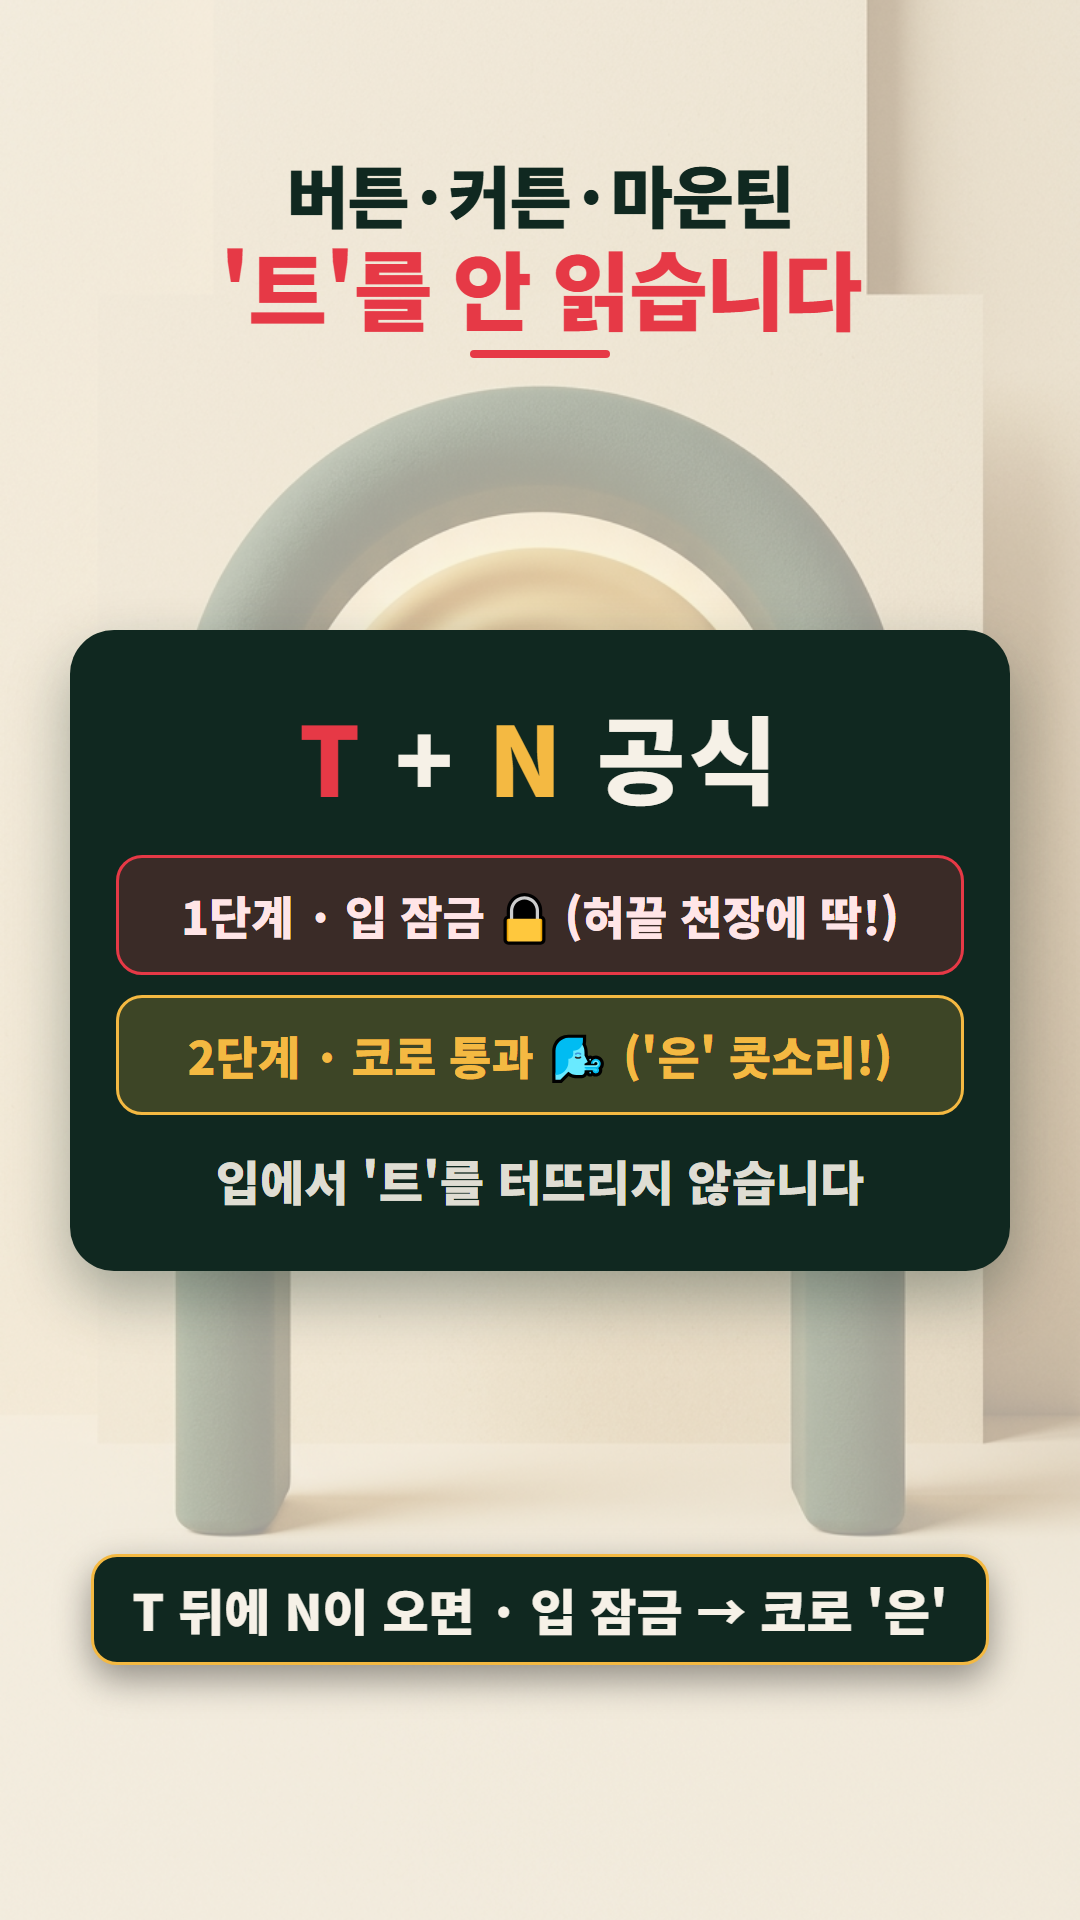 버튼·커튼·마운틴
'트'를 안 읽습니다
T + N 공식
1단계 · 입 잠금 🔒 (혀끝 천장에 딱!)
2단계 · 코로 통과 🌬️ ('은' 콧소리!)
입에서 '트'를 터뜨리지 않습니다
T 뒤에 N이 오면 · 입 잠금 → 코로 '은'